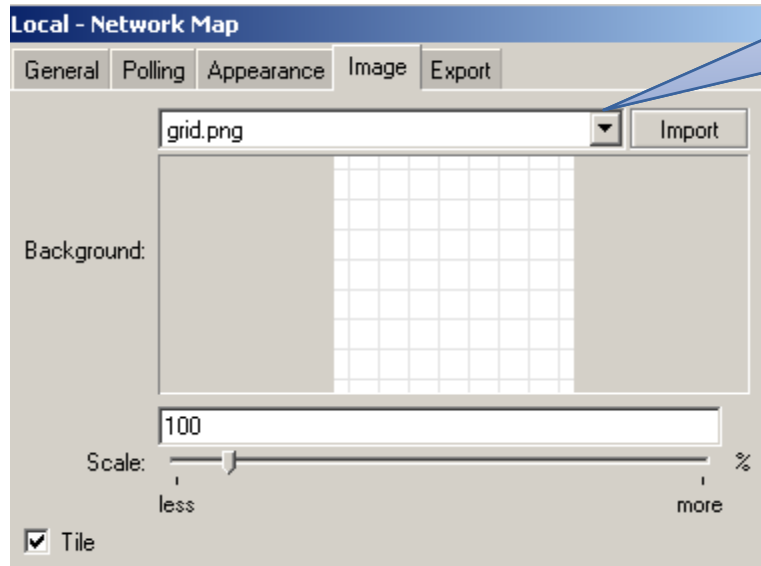 Local - Network Map
General Polling Appearance Image Export
grid.png Import
Background:
100
Scale: %
less more
Tile